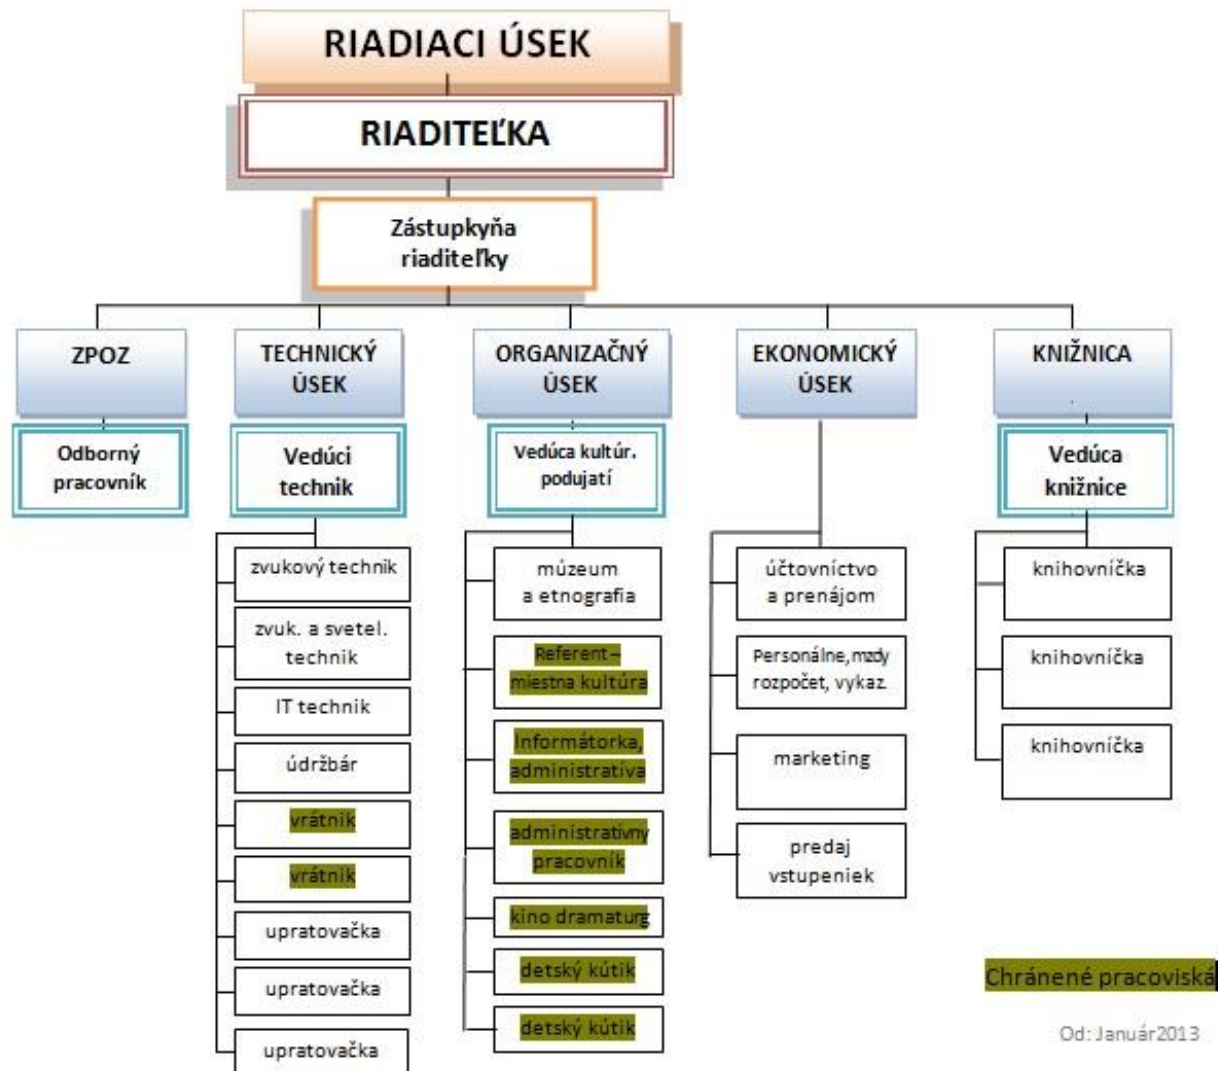 RIADIACI ÚSEK
RIADITEĽKA
Zástupkyňa
riaditeľky
ZPOZ
Odborný
pracovník
TECHNICKÝ
ÚSEK
Vedúci
technik
zvukový technik
zvuk. a svetel.
technik
IT technik
údržbár
vrátnik
vrátnik
upratovačka
upratovačka
upratovačka
ORGANIZAČNÝ
ÚSEK
Vedúca kultúr.
podujatí
múzeum
a etnografia
Referent–
miestna kultúra
Informátorka,
administratíva
administratívny
pracovník
kino dramaturg
detský kútik
detský kútik
EKONOMICKÝ
ÚSEK
účtovníctvo
a prenájom
Personálne, mzdy
rozpočet, vykaz.
marketing
predaj
vstupeniek
KNIŽNICA
Vedúca
knižnice
knihovníčka
knihovníčka
knihovníčka
Chránené pracoviská
Od: Január2013